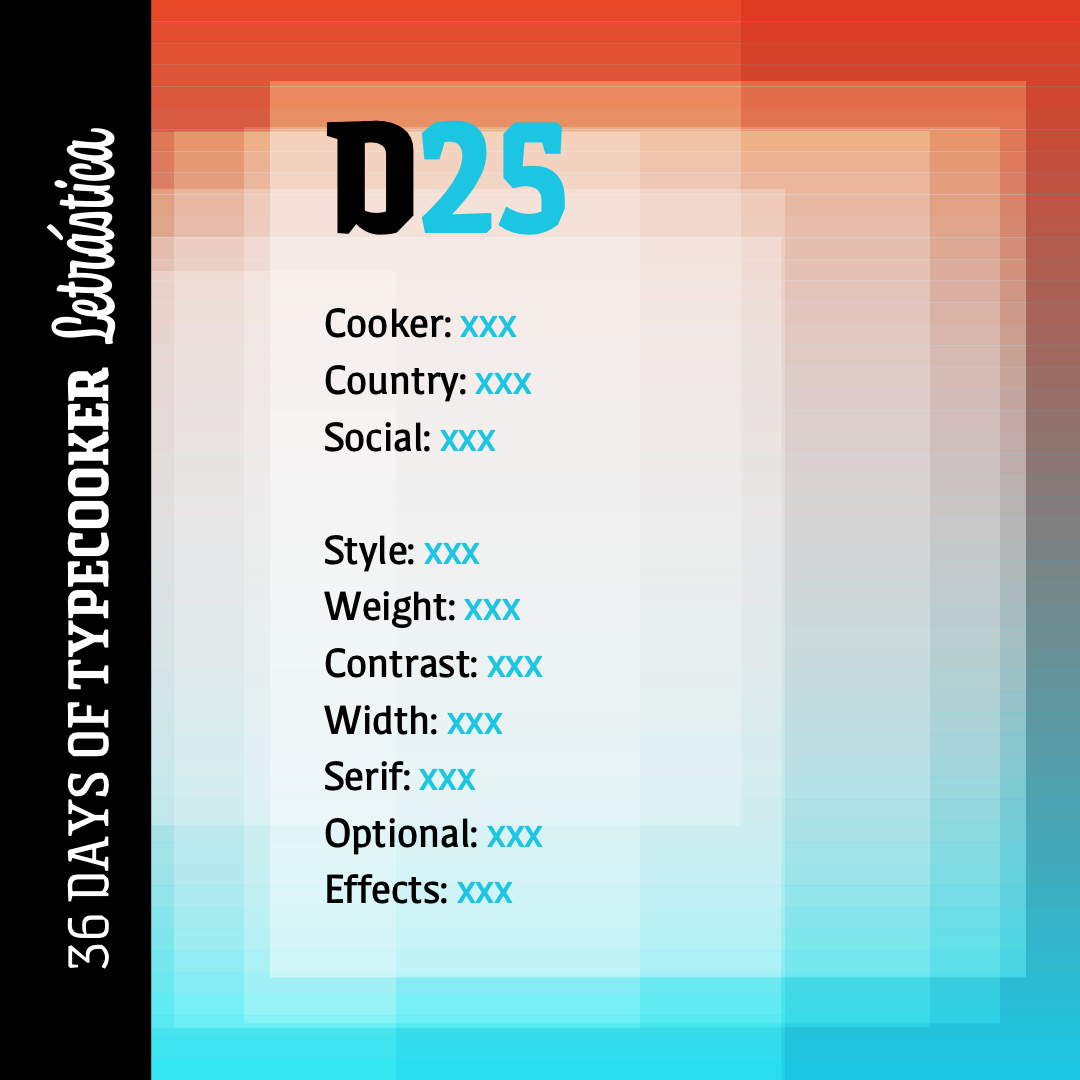 36 DAYS OF TYPECOOKER Letrástica
D25
Cooker: xxx
Country: xxx
Social: xxx
Style: xxx
Weight: xxx
Contrast: xxx
Width: xxx
Serif: xxx
Optional: xxx
Effects: xxx